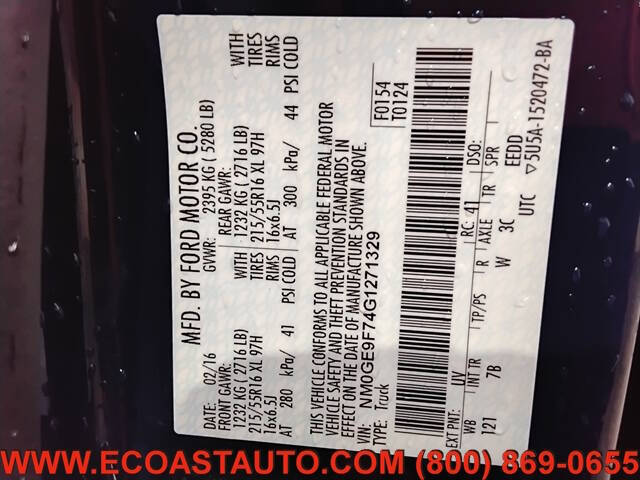 MFD. BY FORD MOTOR CO.
DATE: 02/16 GVWR: 2395 KG ( 5280 LB)
FRONT GAWR: REAR GAWR:
1232 KG ( 2716 LB) WITH 1232 KG ( 2716 LB) WITH
215/55R16 XL 97H TIRES 215/55R16 XL 97H TIRES
16x6.5J RIMS 16x6.5J RIMS
AT 280 kPa/ 41 PSI COLD AT 300 kPa/ 44 PSI COLD
THIS VEHICLE CONFORMS TO ALL APPLICABLE FEDERAL MOTOR
VEHICLE SAFETY AND THEFT PREVENTION STANDARDS IN
EFFECT ON THE DATE OF MANUFACTURE SHOWN ABOVE.
VIN: NM0GE9F74G1271329 F0154
TYPE: Truck T0124
EXT PNT: UV RC: 41 DSO:
WB INT TR TP/PS R AXLE TR SPR
121 7B W 3C EEDD
UTC ▽5U5A-1520472-BA
WWW.ECOASTAUTO.COM (800) 869-0655